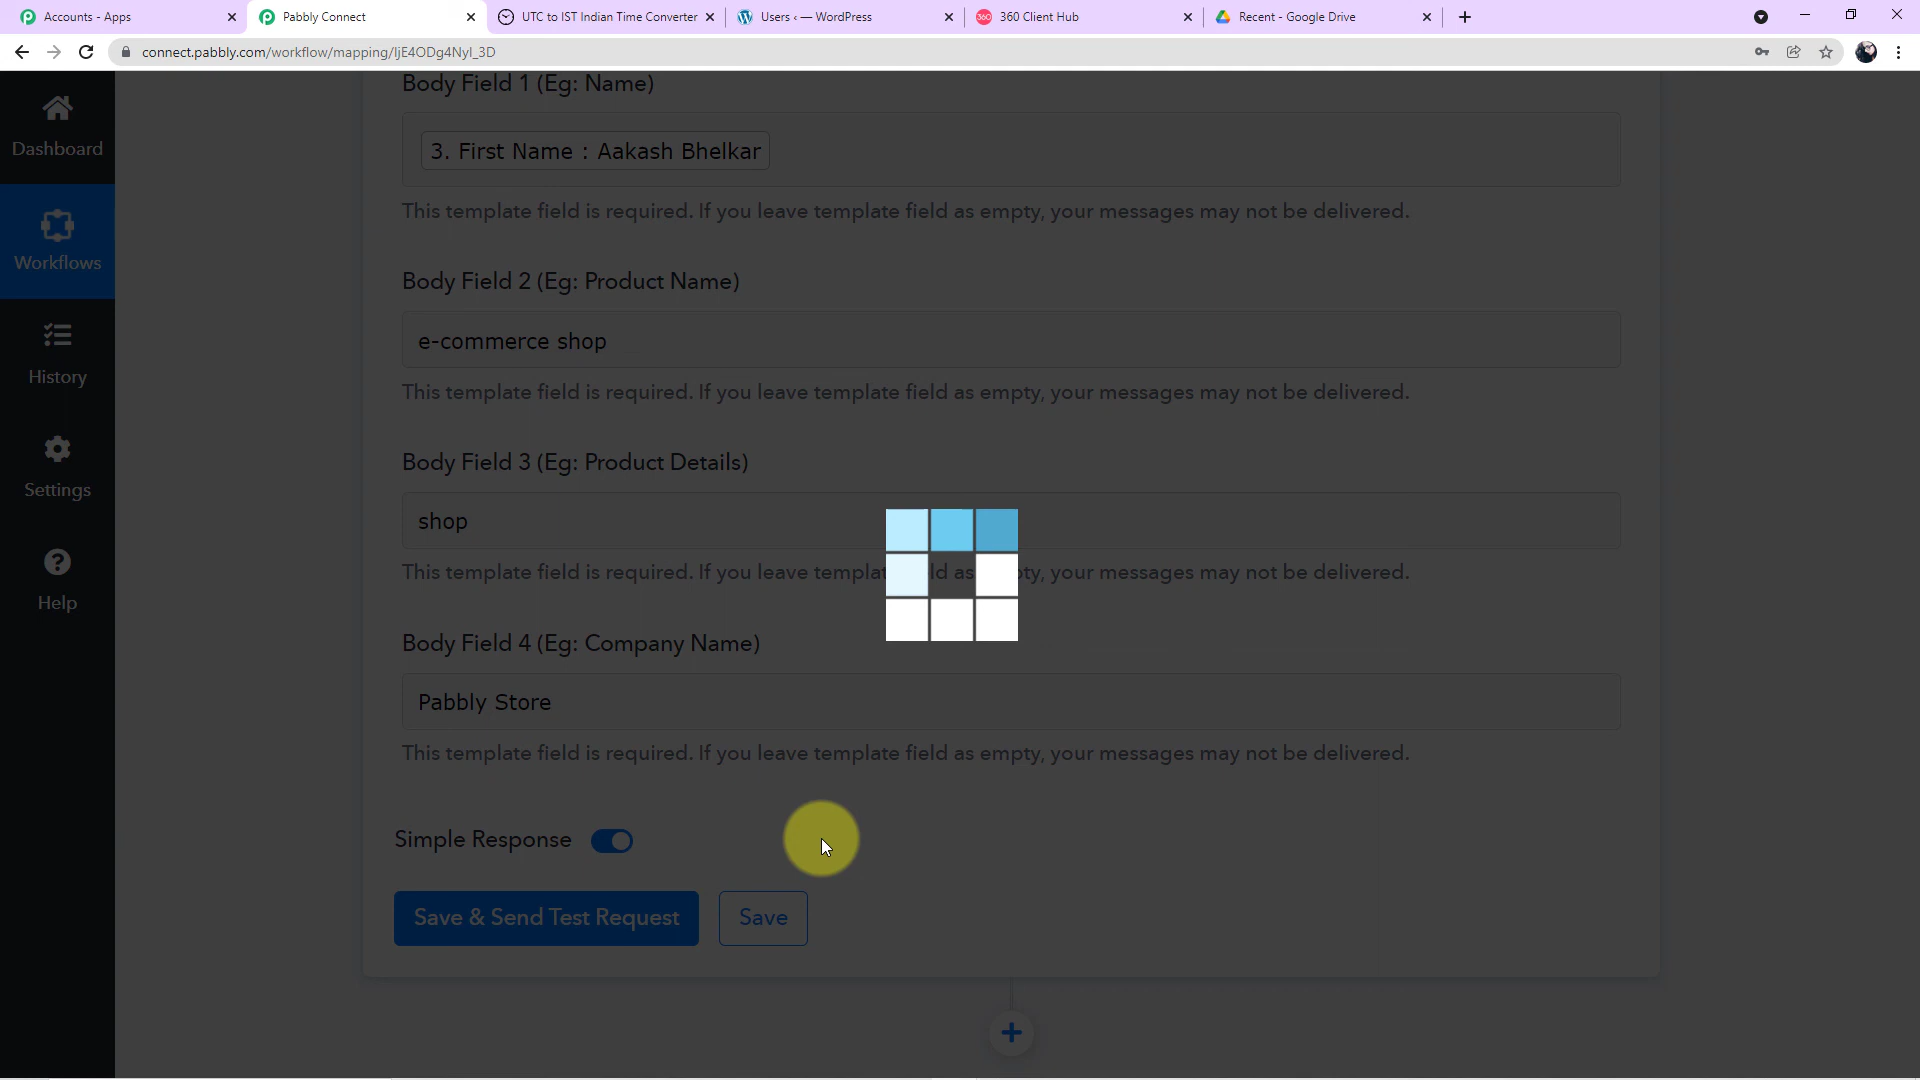 Accounts - Apps
Pabbly Connect
UTC to IST Indian Time Converter
Users ‹ — WordPress
360 Client Hub
Recent - Google Drive
connect.pabbly.com/workflow/mapping/IjE4ODg4Nyl_3D
Dashboard
Workflows
History
Settings
Help
Body Field 1 (Eg: Name)
3. First Name : Aakash Bhelkar
This template field is required. If you leave template field as empty, your messages may not be delivered.
Body Field 2 (Eg: Product Name)
e-commerce shop
This template field is required. If you leave template field as empty, your messages may not be delivered.
Body Field 3 (Eg: Product Details)
shop
This template field is required. If you leave templa ld as ty, your messages may not be delivered.
Body Field 4 (Eg: Company Name)
Pabbly Store
This template field is required. If you leave template field as empty, your messages may not be delivered.
Simple Response
Save & Send Test Request
Save